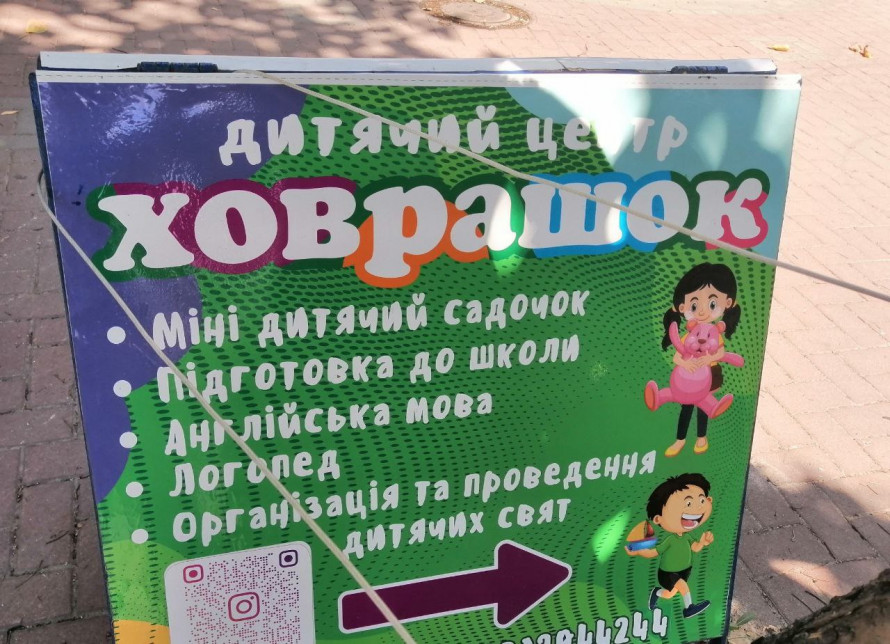 дитячий центр
ховрашок
• Міні дитячий садочок
• Підготовка до школи
• Англійська мова
• Логопед
• Організація та проведення
дитячих свят